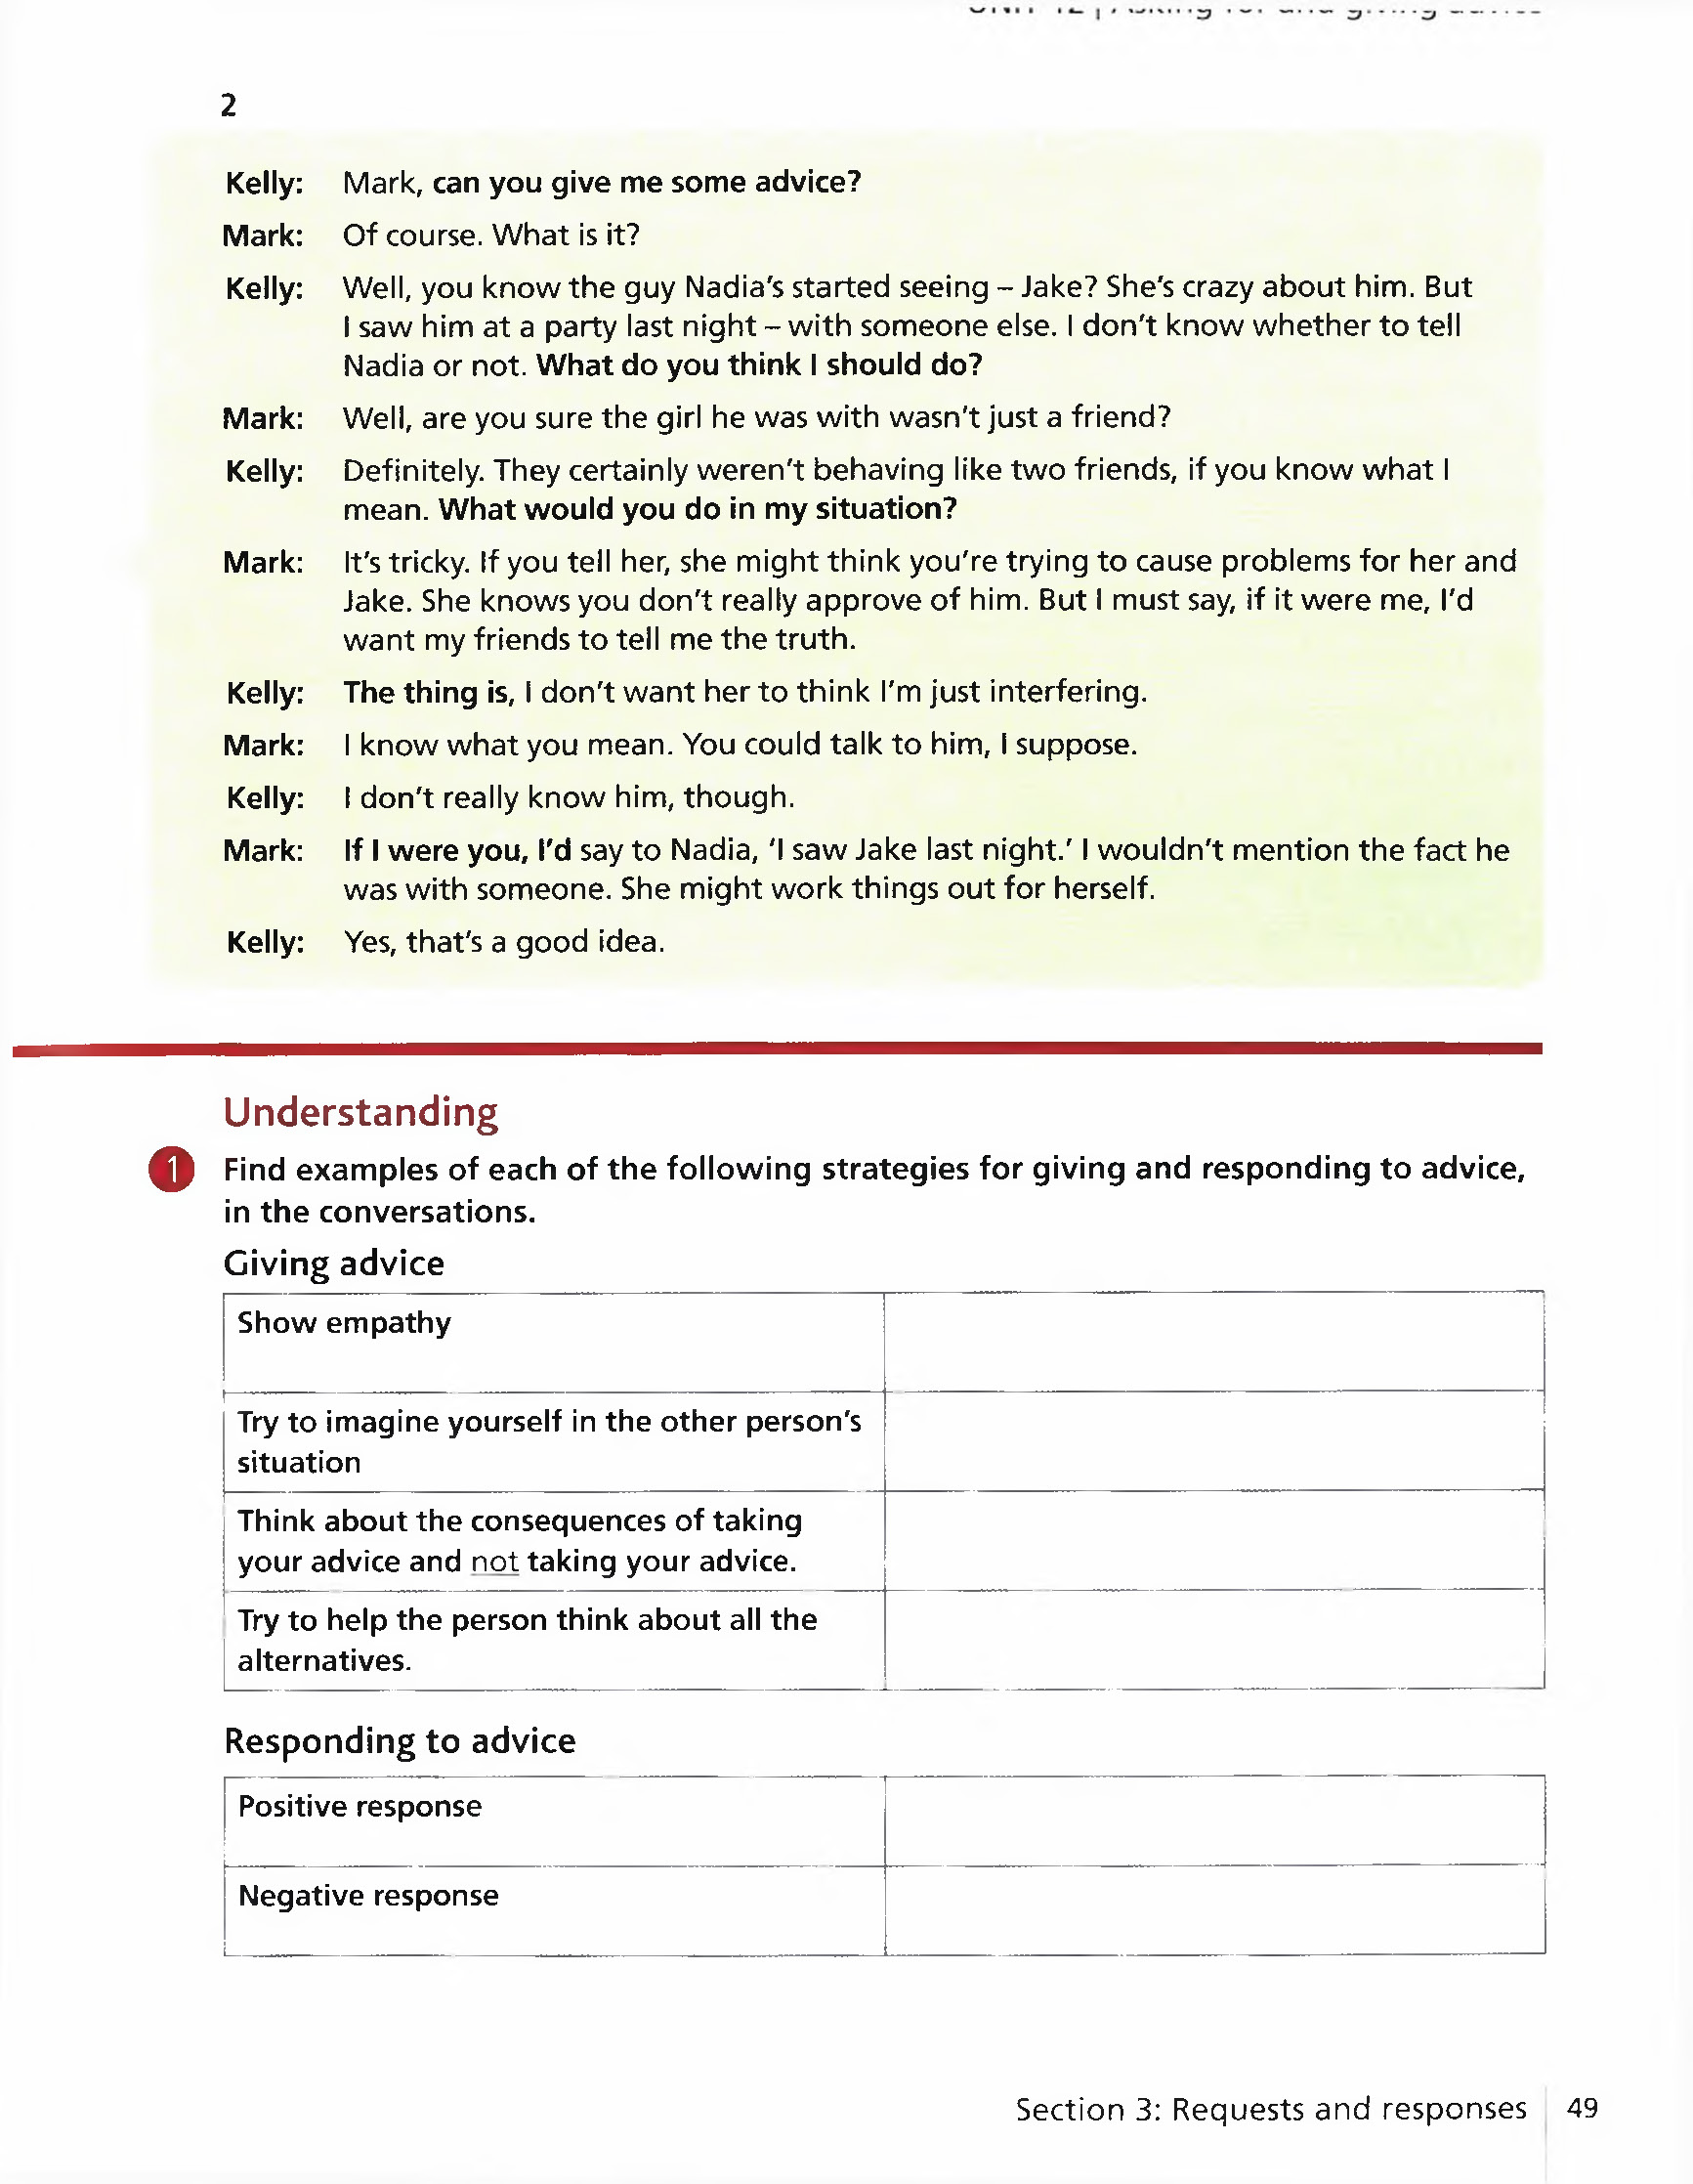 2
Kelly: Mark, can you give me some advice?
Mark: Of course. What is it?
Kelly: Well, you know the guy Nadia's started seeing – Jake? She's crazy about him. But
I saw him at a party last night – with someone else. I don't know whether to tell
Nadia or not. What do you think I should do?
Mark: Well, are you sure the girl he was with wasn't just a friend?
Kelly: Definitely. They certainly weren't behaving like two friends, if you know what I
mean. What would you do in my situation?
Mark: It's tricky. If you tell her, she might think you're trying to cause problems for her and
Jake. She knows you don't really approve of him. But I must say, if it were me, I'd
want my friends to tell me the truth.
Kelly: The thing is, I don't want her to think I'm just interfering.
Mark: I know what you mean. You could talk to him, I suppose.
Kelly: I don't really know him, though.
Mark: If I were you, I'd say to Nadia, 'I saw Jake last night.' I wouldn't mention the fact he
was with someone. She might work things out for herself.
Kelly: Yes, that's a good idea.
Understanding
1 Find examples of each of the following strategies for giving and responding to advice,
in the conversations.
Giving advice
Show empathy
Try to imagine yourself in the other person's
situation
Think about the consequences of taking
your advice and not taking your advice.
Try to help the person think about all the
alternatives.
Responding to advice
Positive response
Negative response
Section 3: Requests and responses 49